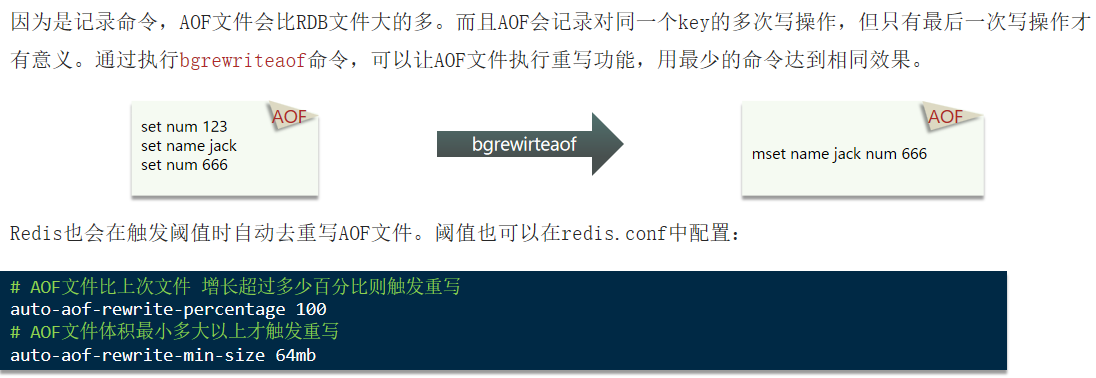 因为是记录命令，AOF文件会比RDB文件大的多。而且AOF会记录对同一个key的多次写操作，但只有最后一次写操作才
有意义。通过执行bgrewriteaof命令，可以让AOF文件执行重写功能，用最少的命令达到相同效果。
AOF
set num 123
set name jack
set num 666
bgrewirteaof
AOF
mset name jack num 666
Redis也会在触发阈值时自动去重写AOF文件。阈值也可以在redis.conf中配置：
# AOF文件比上次文件 增长超过多少百分比则触发重写
auto-aof-rewrite-percentage 100
# AOF文件体积最小多大以上才触发重写
auto-aof-rewrite-min-size 64mb